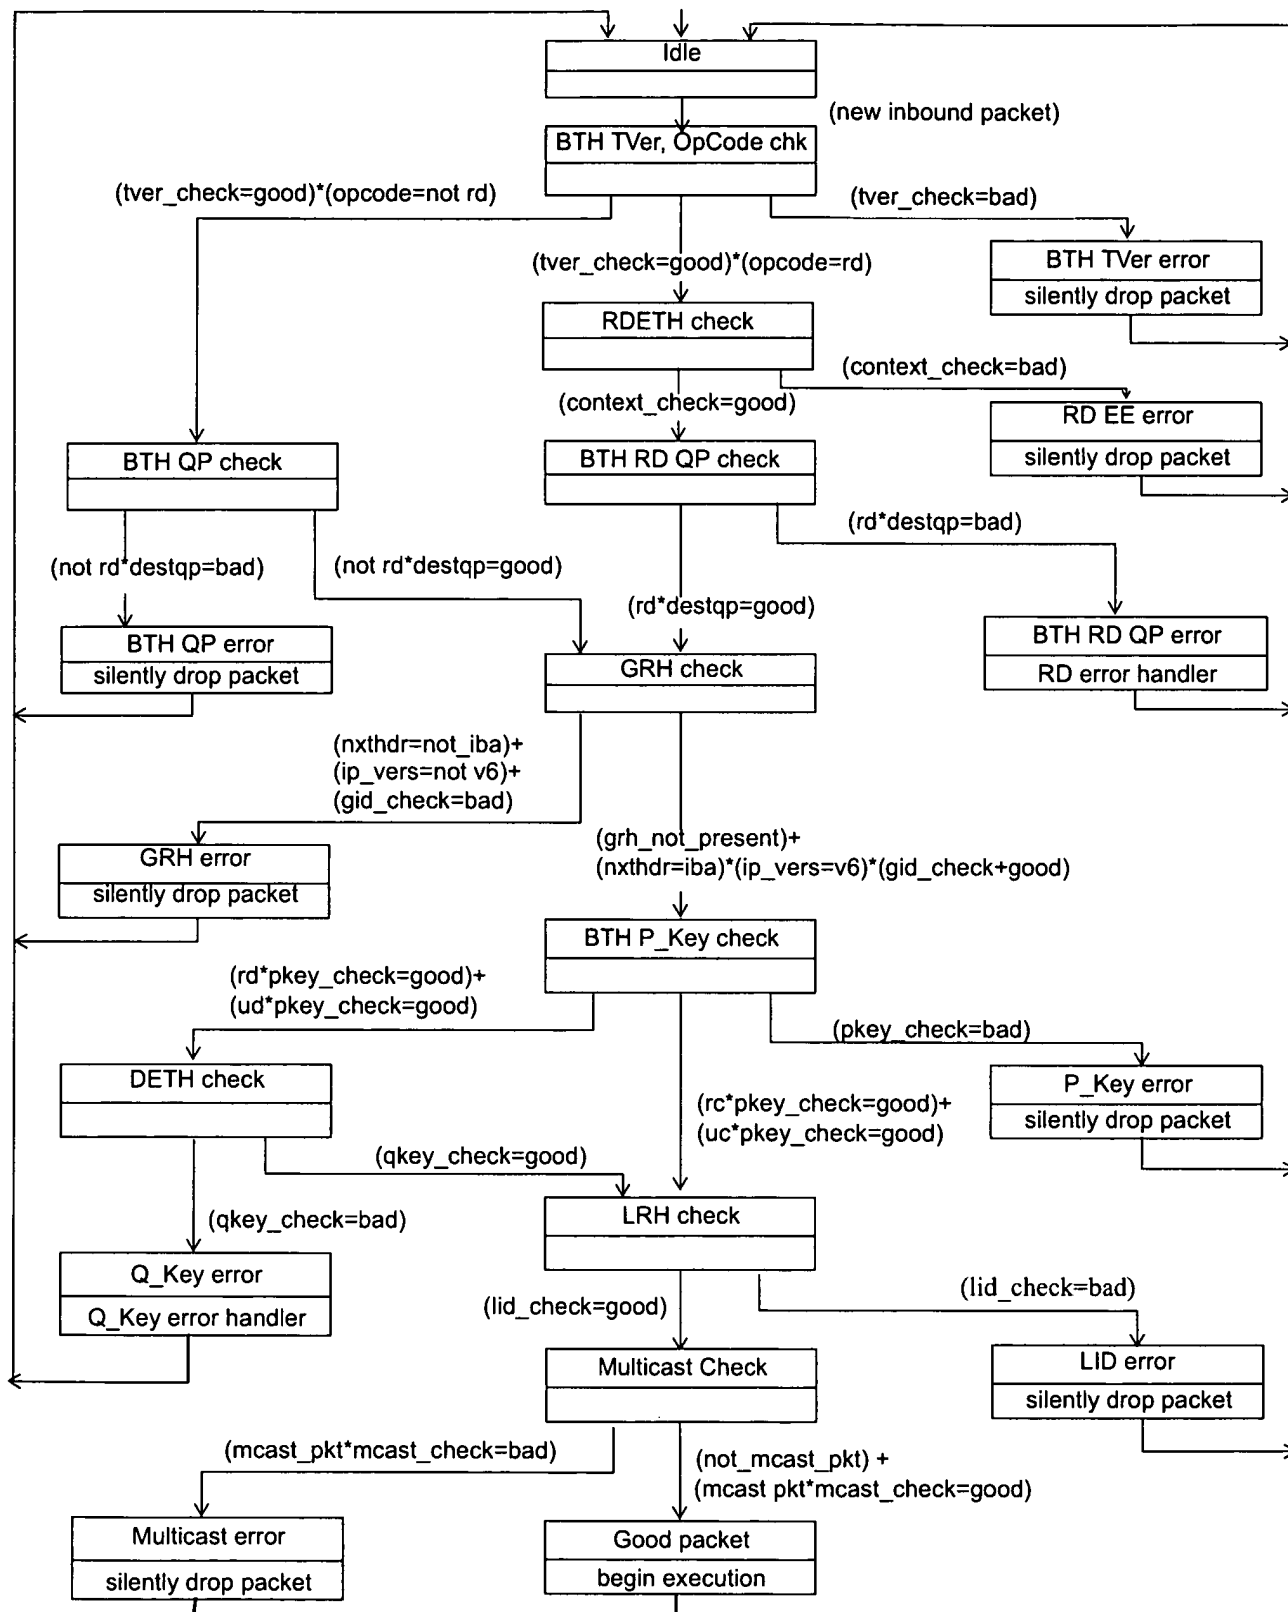 Idle
(new inbound packet)
BTH TVer, OpCode chk
(tver_check=good)*(opcode=not rd)
(tver_check=bad)
(tver_check=good)*(opcode=rd)
BTH TVer error
silently drop packet
RDETH check
(context_check=bad)
(context_check=good)
RD EE error
silently drop packet
BTH QP check
BTH RD QP check
(rd*destqp=bad)
(not rd*destqp=bad)
(not rd*destqp=good)
(rd*destqp=good)
BTH QP error
silently drop packet
BTH RD QP error
RD error handler
GRH check
(nxthdr=not_iba)+
(ip_vers=not v6)+
(gid_check=bad)
(grh_not_present)+
(nxthdr=iba)*(ip_vers=v6)*(gid_check+good)
GRH error
silently drop packet
BTH P_Key check
(rd*pkey_check=good)+
(ud*pkey_check=good)
(pkey_check=bad)
DETH check
P_Key error
silently drop packet
(rc*pkey_check=good)+
(uc*pkey_check=good)
(qkey_check=good)
(qkey_check=bad)
LRH check
Q_Key error
Q_Key error handler
(lid_check=good)
(lid_check=bad)
Multicast Check
LID error
silently drop packet
(mcast_pkt*mcast_check=bad)
(not_mcast_pkt) +
(mcast pkt*mcast_check=good)
Multicast error
silently drop packet
Good packet
begin execution